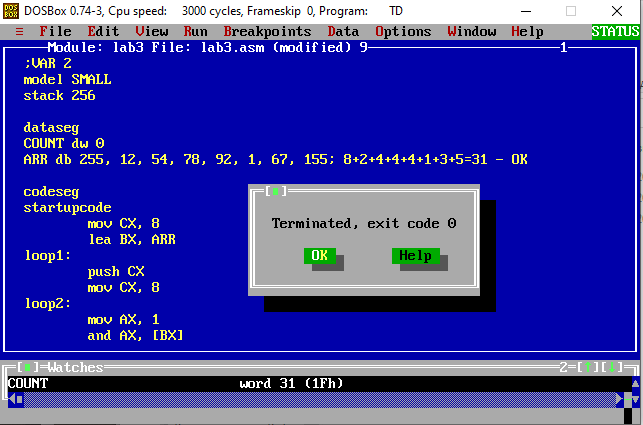 DOSBox 0.74-3, Cpu speed: 3000 cycles, Frameskip 0, Program: TD
≡ File Edit View Run Breakpoints Data Options Window Help STATUS
Module: lab3 File: lab3.asm (modified) 9 1
;VAR 2
model SMALL
stack 256
dataseg
COUNT dw 0
ARR db 255, 12, 54, 78, 92, 1, 67, 155; 8+2+4+4+4+1+3+5=31 - OK
codeseg
startupcode
mov CX, 8
lea BX, ARR
loop1:
push CX
mov CX, 8
loop2:
mov AX, 1
and AX, [BX]
Terminated, exit code 0
OK Help
[■]=Watches 2=[↑][↓]
COUNT word 31 (1Fh)